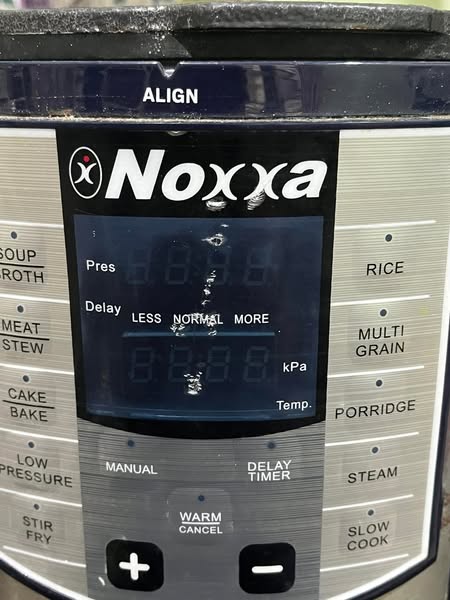 ALIGN
Noxxa
Pres
Delay
LESS NORMAL MORE
kPa
Temp.
SOUP
BROTH
MEAT
STEW
CAKE
BAKE
LOW
PRESSURE
STIR
FRY
MANUAL
DELAY
TIMER
WARM
CANCEL
+
−
RICE
MULTI
GRAIN
PORRIDGE
STEAM
SLOW
COOK